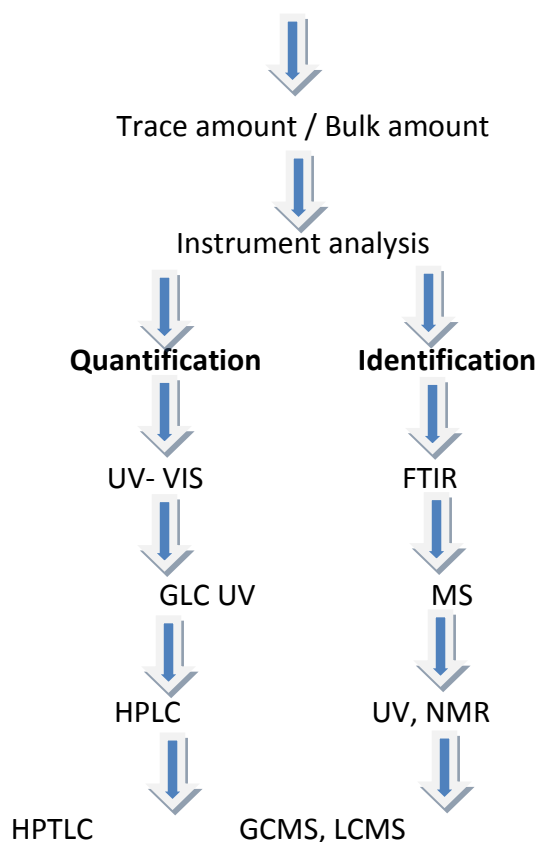 Trace amount / Bulk amount
Instrument analysis
Quantification Identification
UV- VIS FTIR
GLC UV MS
HPLC UV, NMR
HPTLC GCMS, LCMS